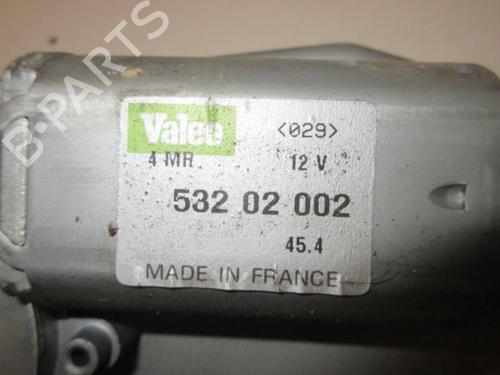 B-PARTS
Valeo <029>
4 MR 12 V
532 02 002
45.4
MADE IN FRANCE